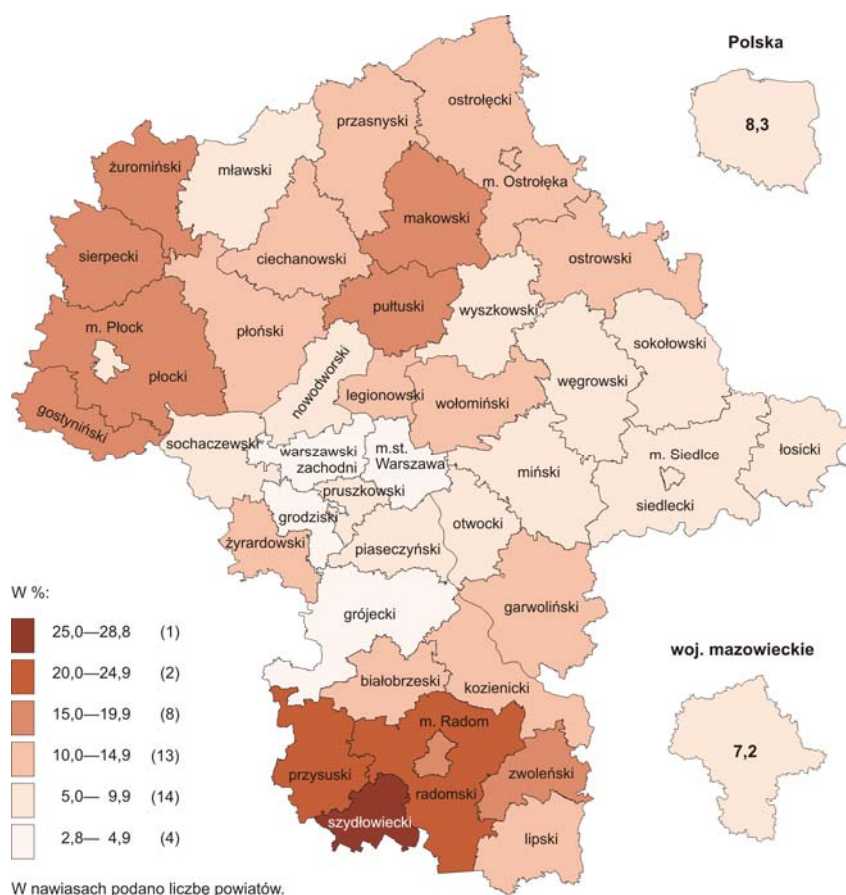 Polska
8,3
ostrołęcki
przasnyski
żuromiński
mławski
m. Ostrołęka
makowski
sierpecki
ciechanowski
ostrowski
pułtuski
wyszkowski
m. Płock
płoński
sokołowski
płocki
nowodworski
węgrowski
legionowski
wołomiński
gostyniński
sochaczewski
warszawski
zachodni
m.st.
Warszawa
m. Siedlce
łosicki
miński
pruszkowski
siedlecki
grodziski
otwocki
żyrardowski
piaseczyński
W %:
grójecki
garwoliński
25,0—28,8 (1)
20,0—24,9 (2)
15,0—19,9 (8)
10,0—14,9 (13)
5,0— 9,9 (14)
2,8— 4,9 (4)
woj. mazowieckie
7,2
białobrzeski
kozienicki
m. Radom
przysuski
zwoleński
radomski
szydłowiecki
lipski
W nawiasach podano liczbę powiatów.